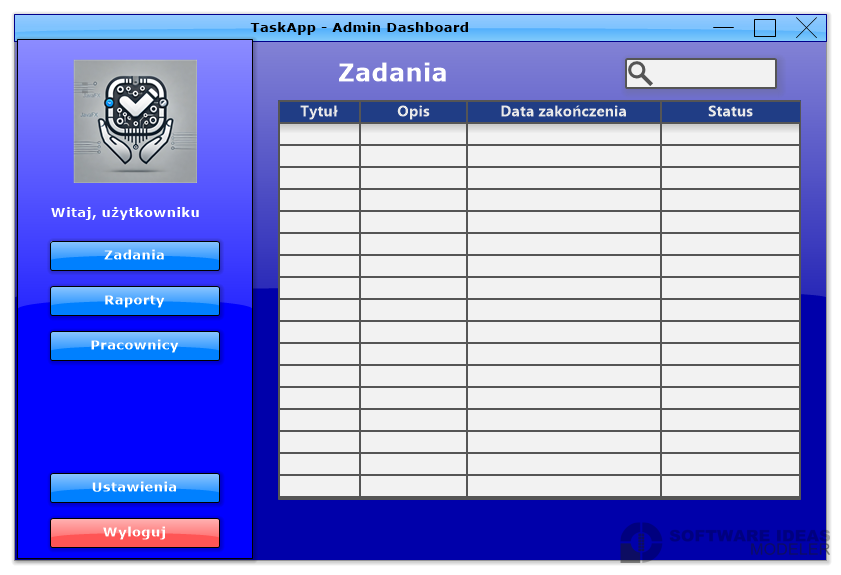 TaskApp - Admin Dashboard
Witaj, użytkowniku
Zadania
Raporty
Pracownicy
Ustawienia
Wyloguj
Zadania
Tytuł Opis Data zakończenia Status
SOFTWARE IDEAS
MODELER